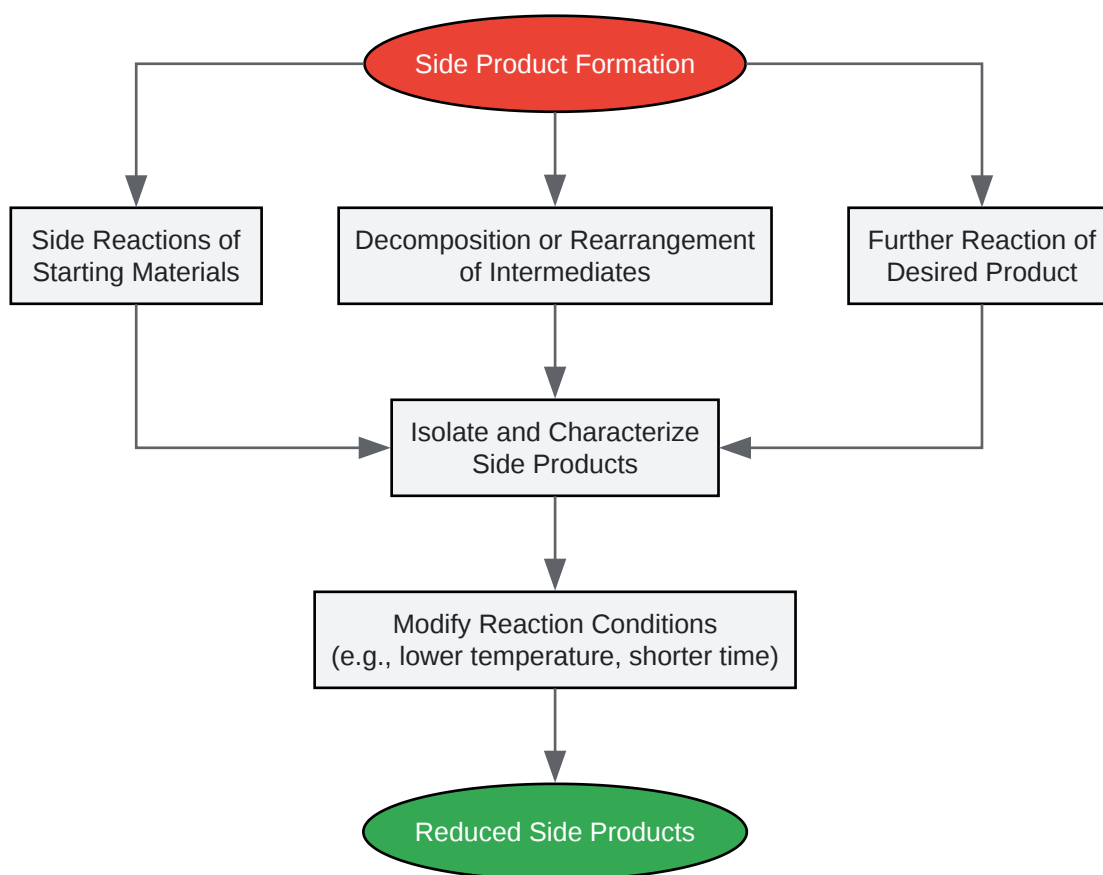 Side Product Formation
Side Reactions of
Starting Materials
Decomposition or Rearrangement
of Intermediates
Further Reaction of
Desired Product
Isolate and Characterize
Side Products
Modify Reaction Conditions
(e.g., lower temperature, shorter time)
Reduced Side Products